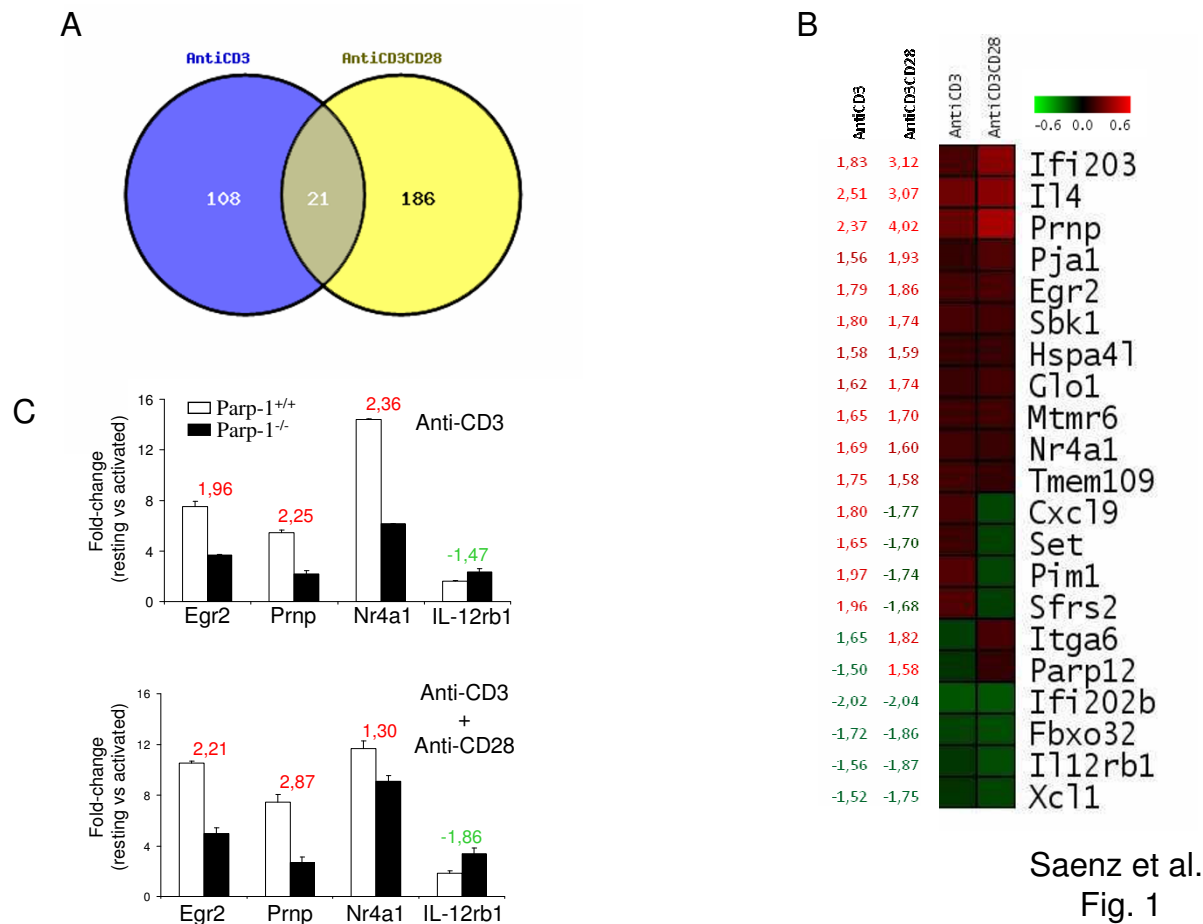 A
AntiCD3 AntiCD3CD28
108 21 186
B
AntiCD3 AntiCD3CD28 AntiCD3 AntiCD3CD28
-0.6 0.0 0.6
1,83 3,12 Ifi203
2,51 3,07 Il4
2,37 4,02 Prnp
1,56 1,93 Pja1
1,79 1,86 Egr2
1,80 1,74 Sbk1
1,58 1,59 Hspa4l
1,62 1,74 Glo1
1,65 1,70 Mtmr6
1,69 1,60 Nr4a1
1,75 1,58 Tmem109
1,80 -1,77 Cxcl9
1,65 -1,70 Set
1,97 -1,74 Pim1
1,96 -1,68 Sfrs2
1,65 1,82 Itga6
-1,50 1,58 Parp12
-2,02 -2,04 Ifi202b
-1,72 -1,86 Fbxo32
-1,56 -1,87 Il12rb1
-1,52 -1,75 Xcl1
C
Fold-change
(resting vs activated)
16
12
8
4
0
Parp-1+/+
Parp-1-/-
Anti-CD3
1,96 2,25 2,36 -1,47
Egr2 Prnp Nr4a1 IL-12rb1
Fold-change
(resting vs activated)
16
12
8
4
0
Anti-CD3
+
Anti-CD28
2,21 2,87 1,30 -1,86
Egr2 Prnp Nr4a1 IL-12rb1
Saenz et al.
Fig. 1